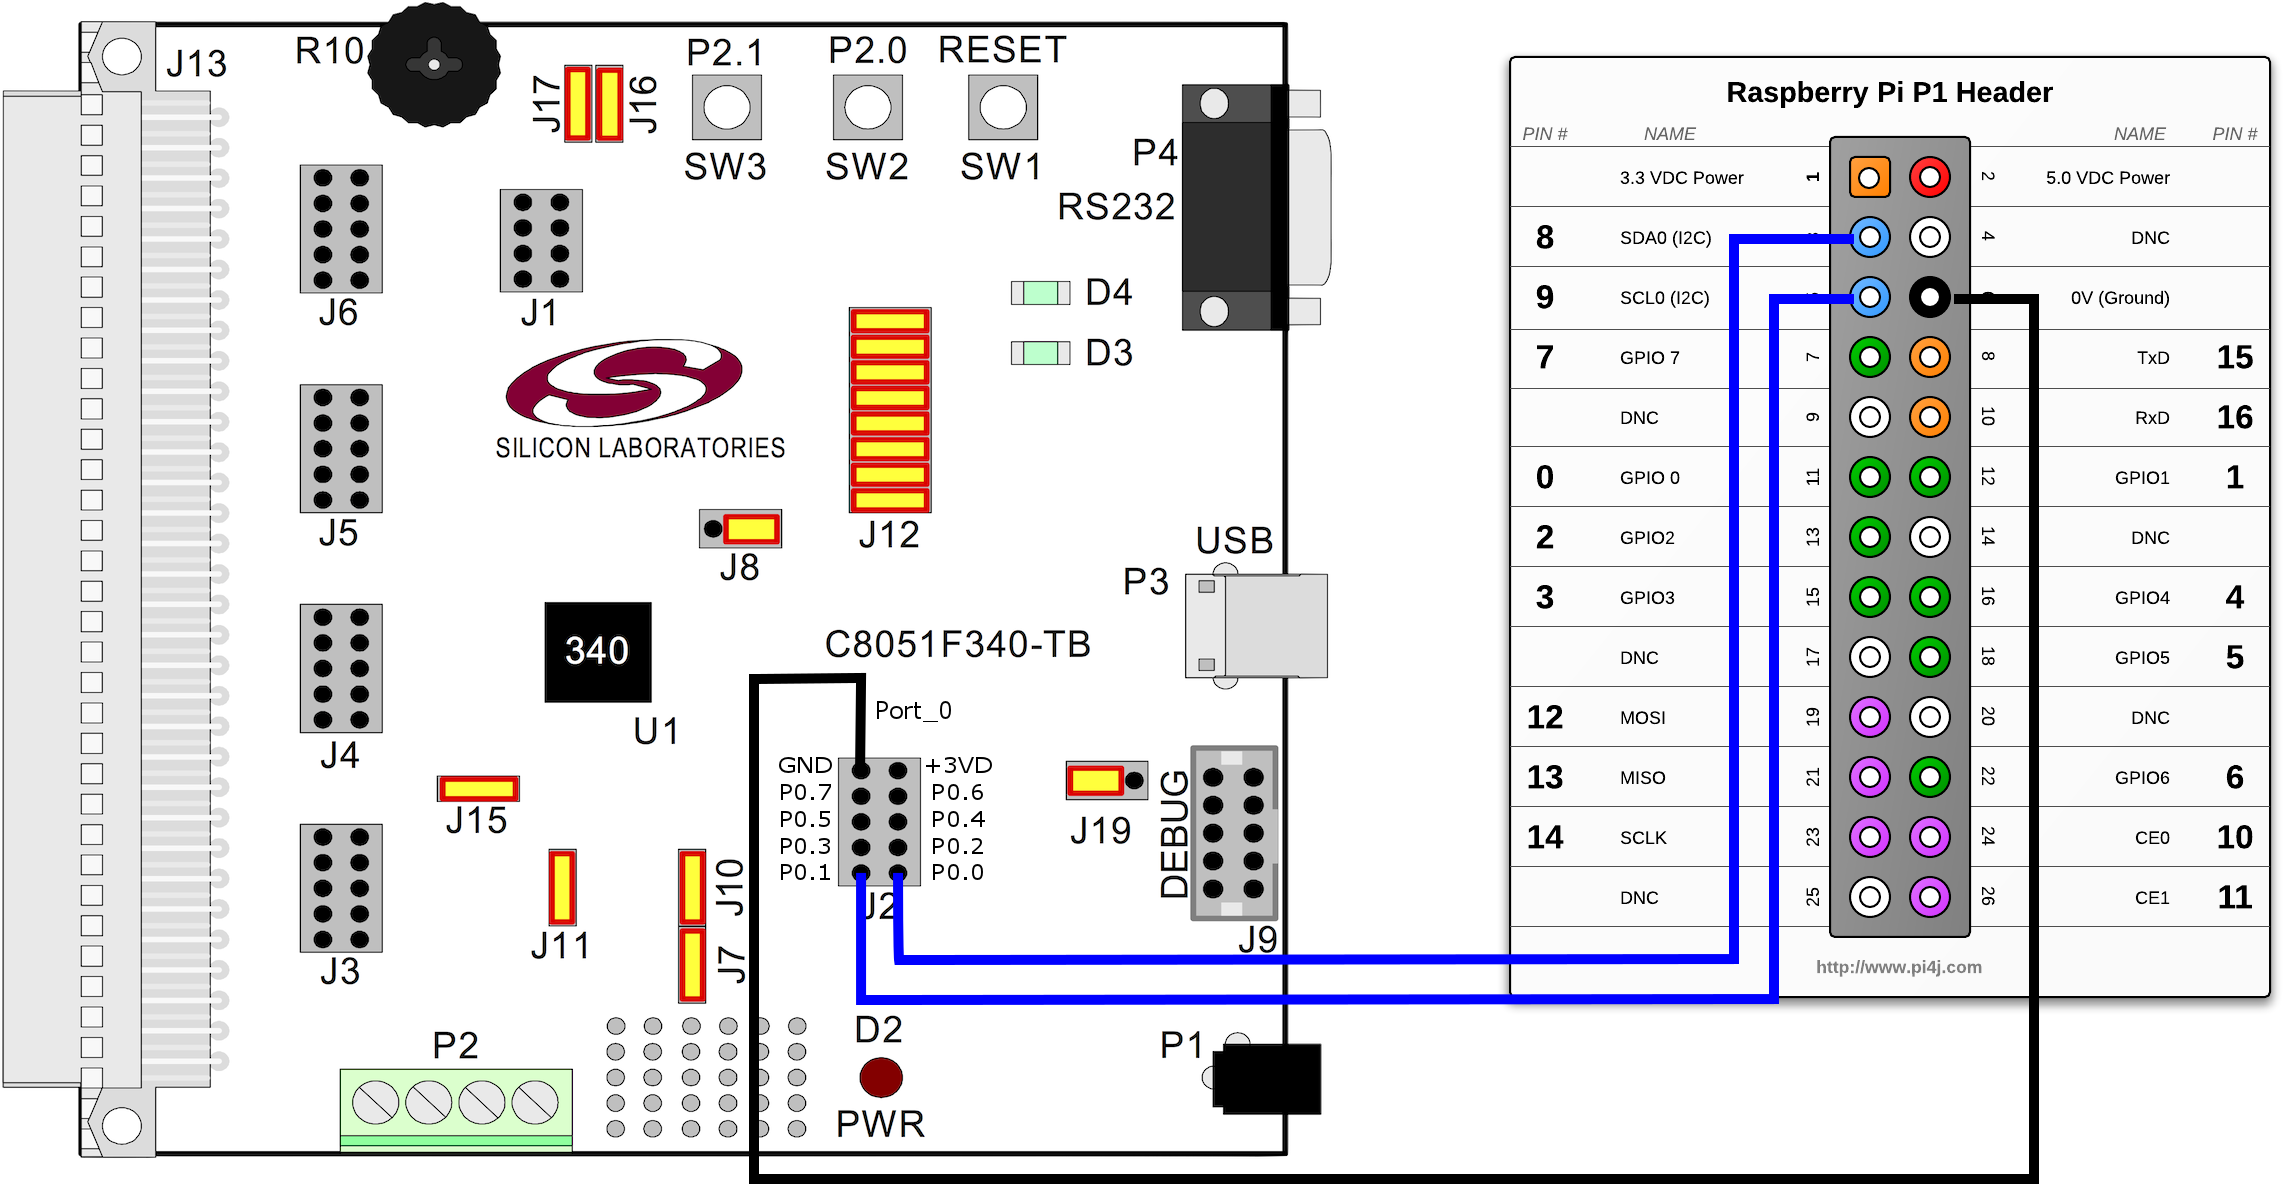 J13
R10
J17
J16
P2.1
P2.0
RESET
SW3
SW2
SW1
P4
RS232
J6
J1
D4
D3
SILICON LABORATORIES
J5
J8
J12
USB
P3
340
U1
C8051F340-TB
J4
Port_0
GND +3VD
P0.7 P0.6
P0.5 P0.4
P0.3 P0.2
P0.1 P0.0
J2
J15
J19
DEBUG
J9
J11
J10
J7
J3
P2
D2
PWR
P1
Raspberry Pi P1 Header
PIN # NAME NAME PIN #
3.3 VDC Power 1 2 5.0 VDC Power
8 SDA0 (I2C) 4 DNC
9 SCL0 (I2C) 0V (Ground)
7 GPIO 7 7 8 TxD 15
DNC 9 10 RxD 16
0 GPIO 0 11 12 GPIO1 1
2 GPIO2 13 14 DNC
3 GPIO3 15 16 GPIO4 4
DNC 17 18 GPIO5 5
12 MOSI 19 20 DNC
13 MISO 21 22 GPIO6 6
14 SCLK 23 24 CE0 10
DNC 25 26 CE1 11
http://www.pi4j.com